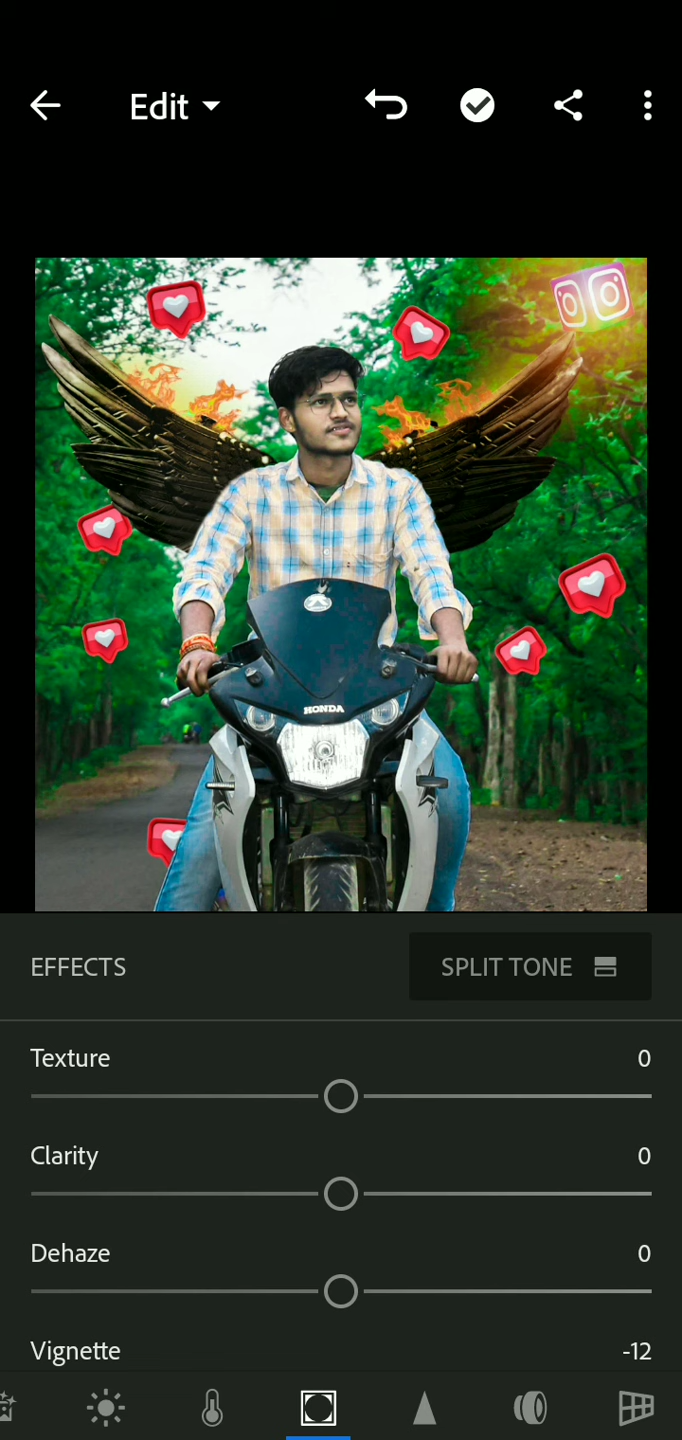 Edit
HONDA
EFFECTS
SPLIT TONE
Texture 0
Clarity 0
Dehaze 0
Vignette -12